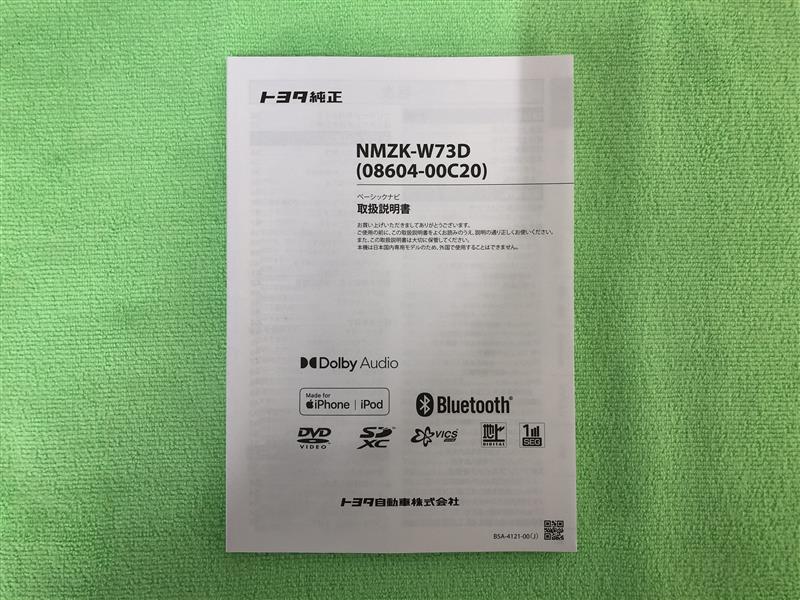 トヨタ純正
NMZK-W73D
(08604-00C20)
ベーシックナビ
取扱説明書
お買い上げいただきましてありがとうございます。
ご使用の前に、この取扱説明書をよくお読みのうえ、説明の通り正しくお使いください。
また、この取扱説明書は大切に保管してください。
本機は日本国内専用モデルのため、外国で使用することはできません。
Dolby Audio
Made for
iPhone | iPod
Bluetooth®
DVD
VIDEO
SD
XC
VICS
地上
DIGITAL
1
SEG
トヨタ自動車株式会社
BSA-4121-00(J)